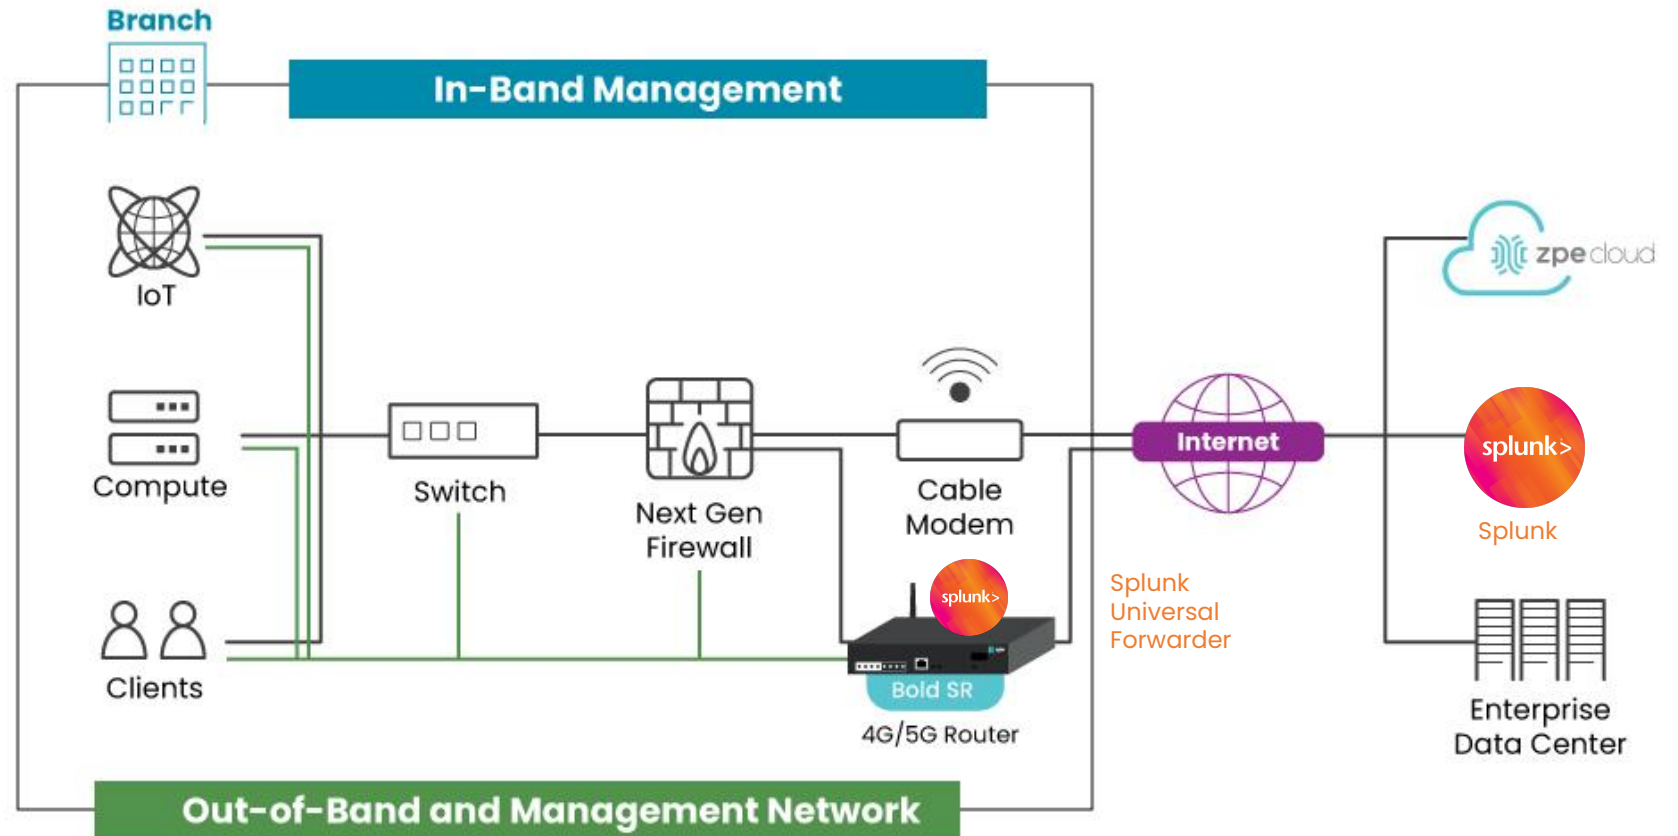 Branch
In-Band Management
IoT
zpe cloud
Compute
Switch
Next Gen
Firewall
Cable
Modem
Internet
splunk>
Splunk
splunk>
Splunk
Universal
Forwarder
Clients
Bold SR
4G/5G Router
Enterprise
Data Center
Out-of-Band and Management Network